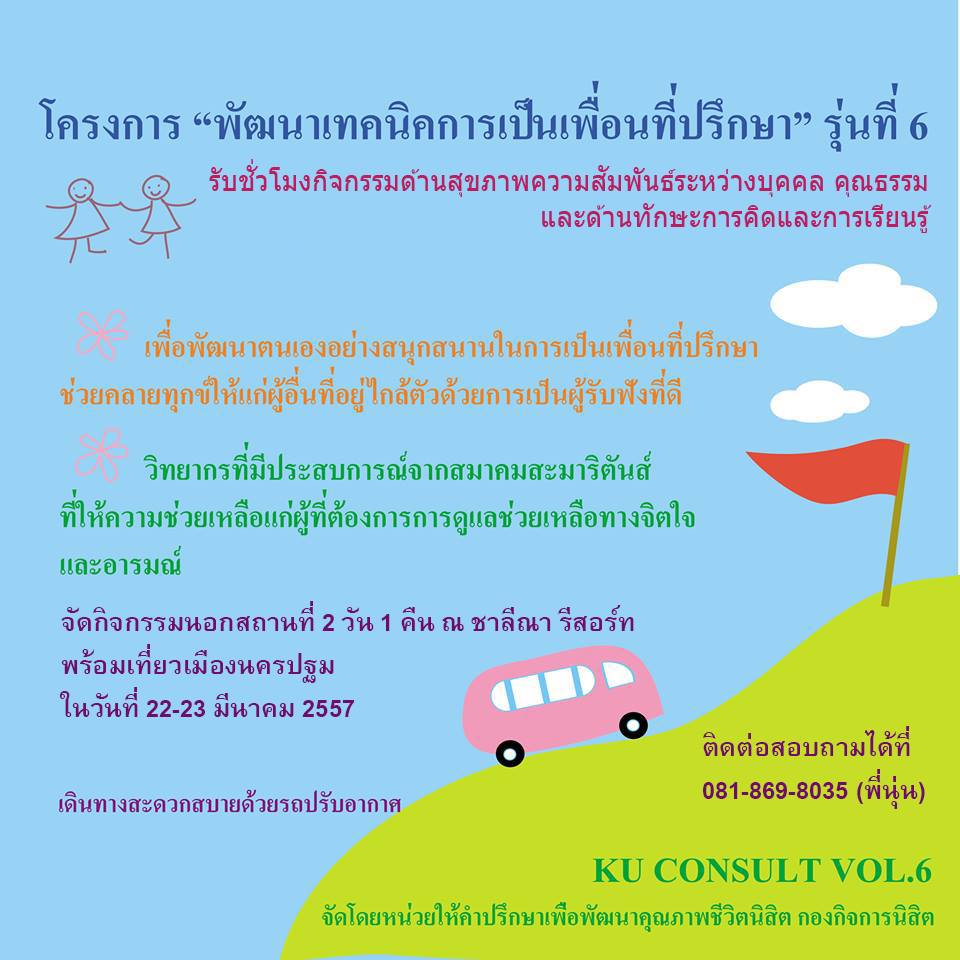 โครงการ “พัฒนาเทคนิคการเป็นเพื่อนที่ปรึกษา” รุ่นที่ 6
รับชั่วโมงกิจกรรมด้านสุขภาพความสัมพันธ์ระหว่างบุคคล คุณธรรม
และด้านทักษะการคิดและการเรียนรู้
เพื่อพัฒนาตนเองอย่างสนุกสนานในการเป็นเพื่อนที่ปรึกษา
ช่วยคลายทุกข์ให้แก่ผู้อื่นที่อยู่ใกล้ตัวด้วยการเป็นผู้รับฟังที่ดี
วิทยากรที่มีประสบการณ์จากสมาคมสะมาริตันส์
ที่ให้ความช่วยเหลือแก่ผู้ที่ต้องการการดูแลช่วยเหลือทางจิตใจ
และอารมณ์
จัดกิจกรรมนอกสถานที่ 2 วัน 1 คืน ณ ชาลีณา รีสอร์ท
พร้อมเที่ยวเมืองนครปฐม
ในวันที่ 22-23 มีนาคม 2557
ติดต่อสอบถามได้ที่
081-869-8035 (พี่นุ่น)
เดินทางสะดวกสบายด้วยรถปรับอากาศ
KU CONSULT VOL.6
จัดโดยหน่วยให้คำปรึกษาเพื่อพัฒนาคุณภาพชีวิตนิสิต กองกิจการนิสิต